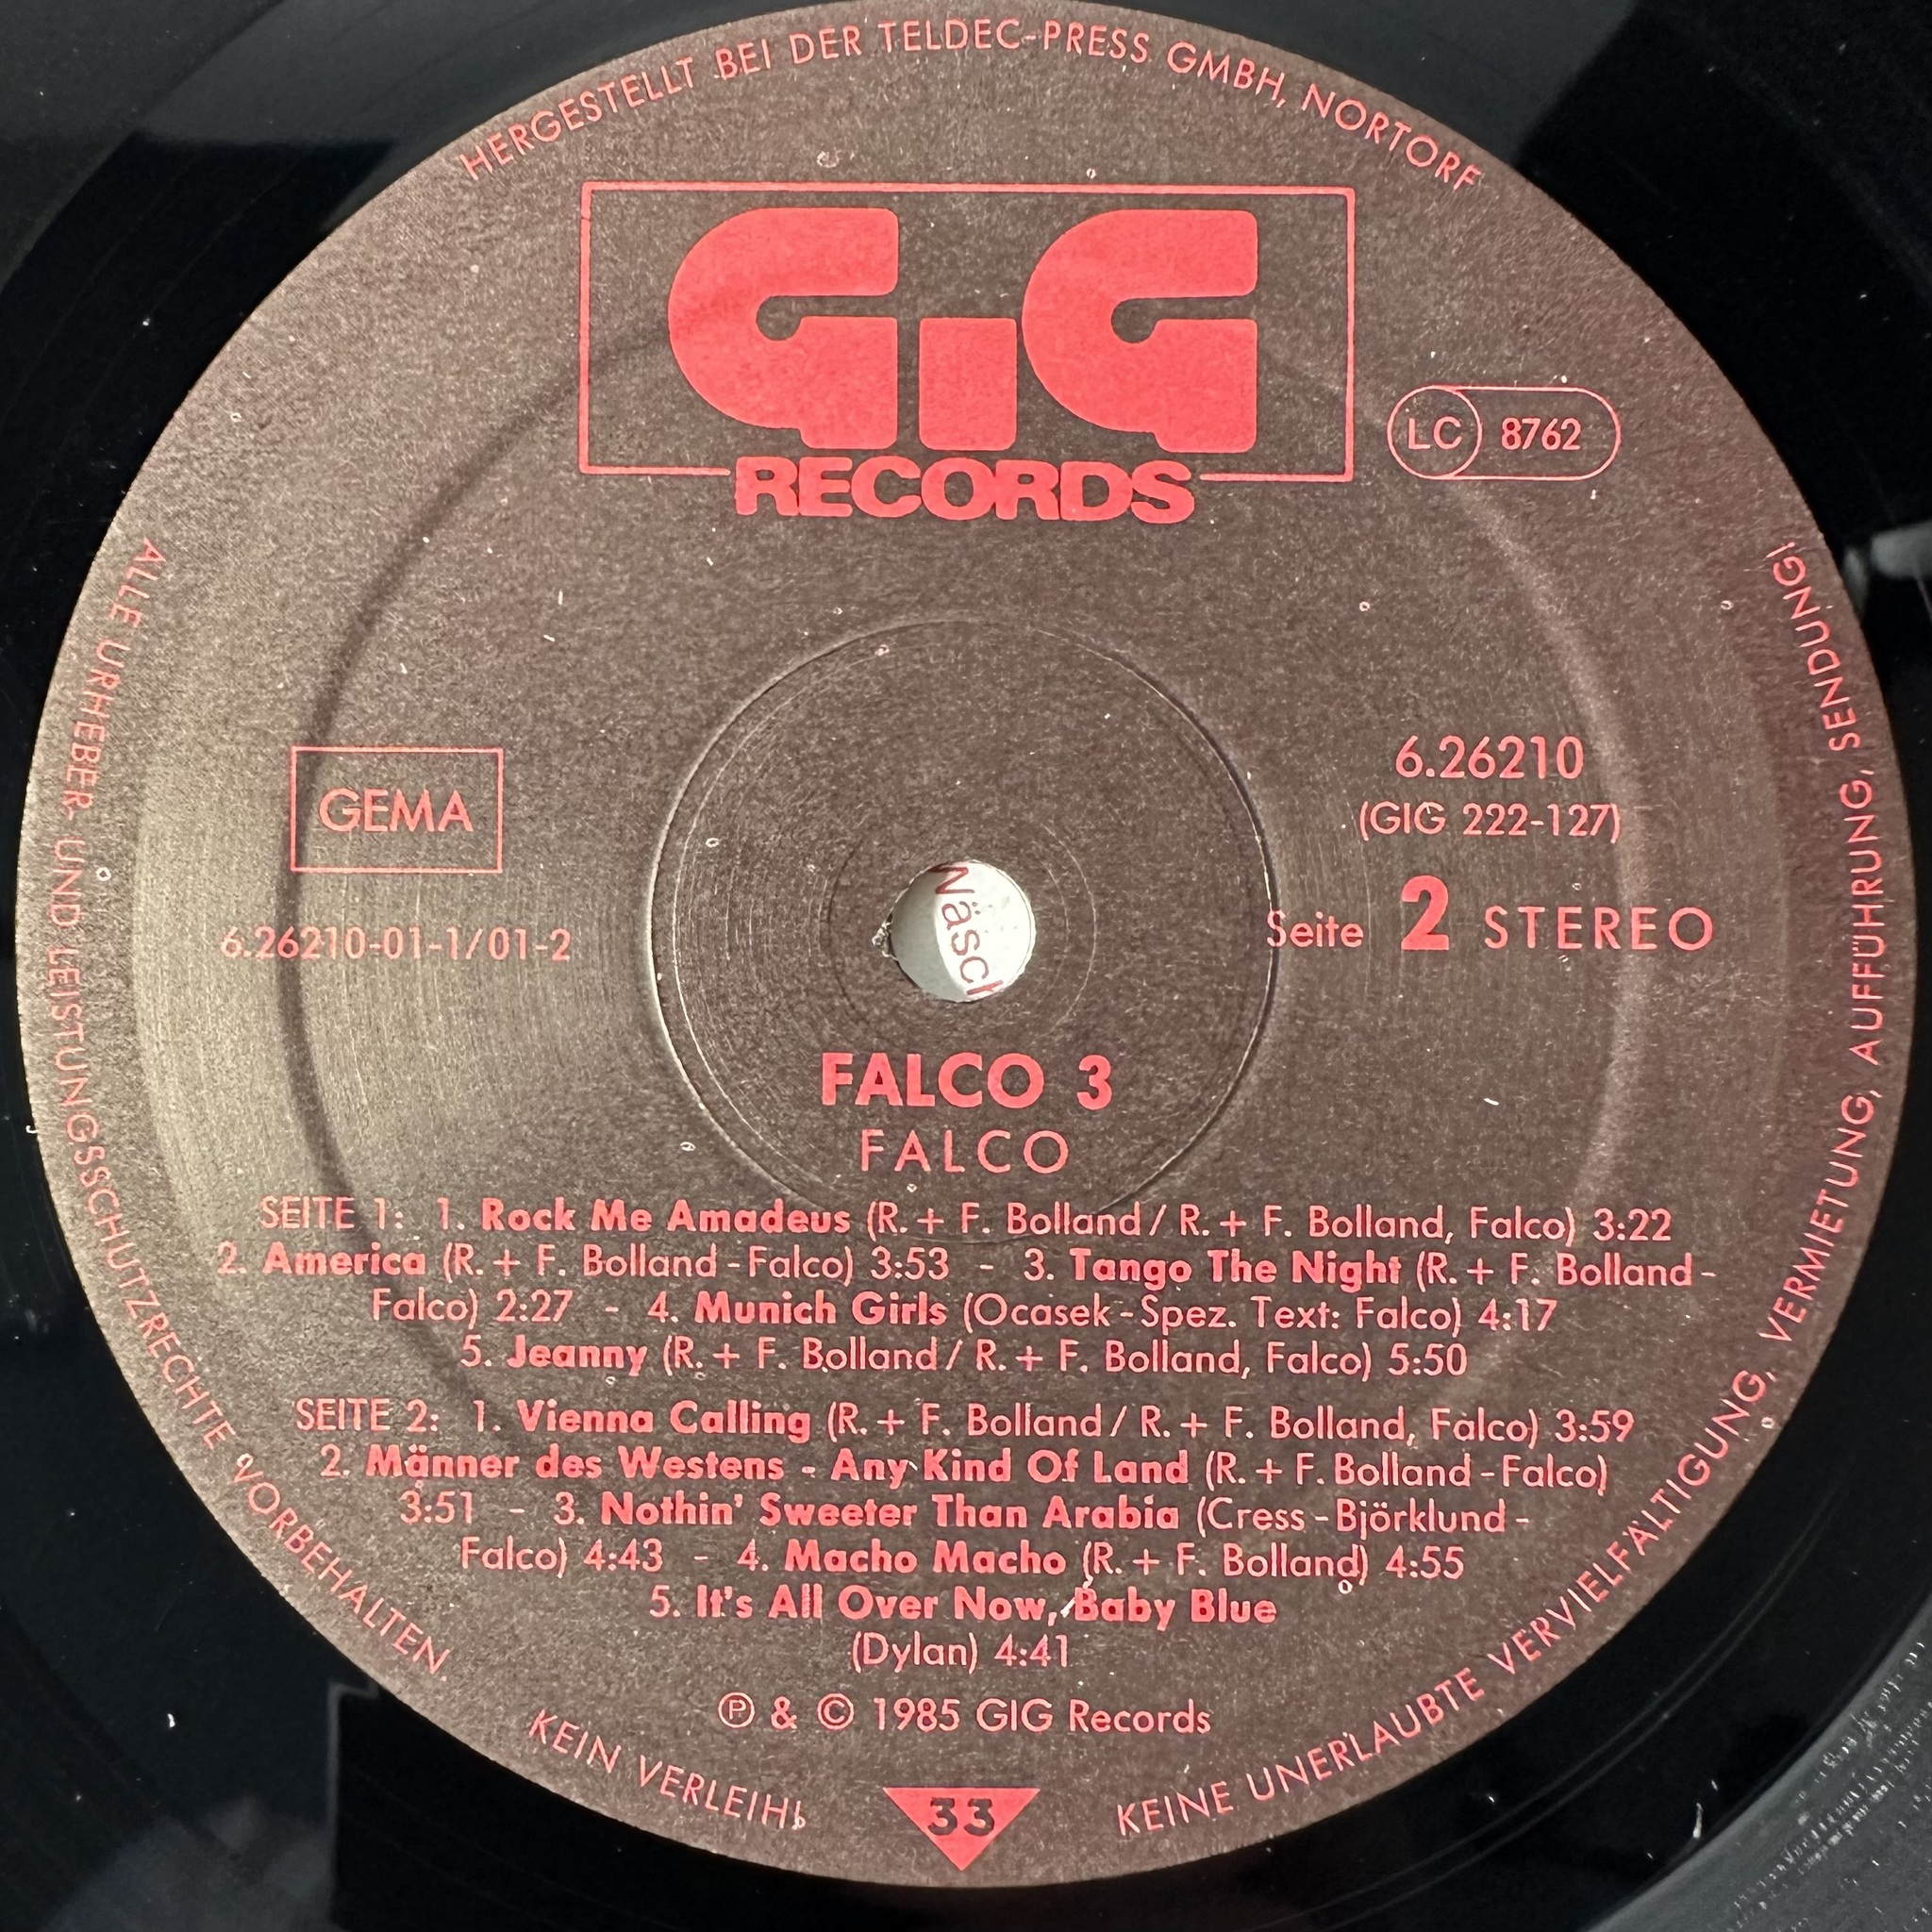 HERGESTELLT BEI DER TELDEC-PRESS GMBH, NORTORF
GiG
RECORDS
LC 8762
GEMA
6.26210
(GIG 222-127)
6.26210-01-1/01-2
Seite 2 STEREO
Wäsch
FALCO 3
FALCO
SEITE 1: 1. Rock Me Amadeus (R. + F. Bolland / R. + F. Bolland, Falco) 3:22
2. America (R. + F. Bolland - Falco) 3:53 - 3. Tango The Night (R. + F. Bolland -
Falco) 2:27 - 4. Munich Girls (Ocasek - Spez. Text: Falco) 4:17
5. Jeanny (R. + F. Bolland / R. + F. Bolland, Falco) 5:50
SEITE 2: 1. Vienna Calling (R. + F. Bolland / R. + F. Bolland, Falco) 3:59
2. Männer des Westens - Any Kind Of Land (R. + F. Bolland - Falco)
3:51 - 3. Nothin' Sweeter Than Arabia (Cress - Björklund -
Falco) 4:43 - 4. Macho Macho (R. + F. Bolland) 4:55
5. It's All Over Now, Baby Blue
(Dylan) 4:41
℗ & © 1985 GIG Records
33
ALLE URHEBER- UND LEISTUNGSSCHUTZRECHTE VORBEHALTEN.
KEIN VERLEIH!
KEINE UNERLAUBTE VERVIELFÄLTIGUNG, VERMIETUNG, AUFFÜHRUNG, SENDUNG!